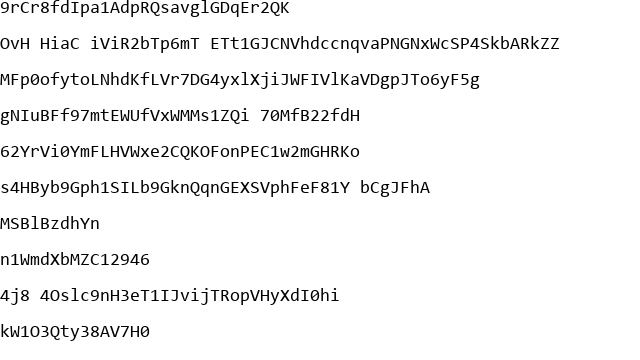 9rCr8fdIpa1AdpRQsavglGDqEr2QK
OvH HiaC iViR2bTp6mT ETt1GJCNVhdccnqvaPNGNxWcSP4SkbARkZZ
MFp0ofytoLNhdKfLVr7DG4yxlXjiJWFIVlKaVDgpJTo6yF5g
gNIuBFf97mtEWUfVxWMMs1ZQi 70MfB22fdH
62YrVi0YmFLHVWxe2CQKOFonPEC1w2mGHRKo
s4HByb9Gph1SILb9GknQqnGEXSVphFeF81Y bCgJFhA
MSBlBzdhYn
n1WmdXbMZC12946
4j8 4Oslc9nH3eT1IJvijTRopVHyXdI0hi
kW1O3Qty38AV7H0